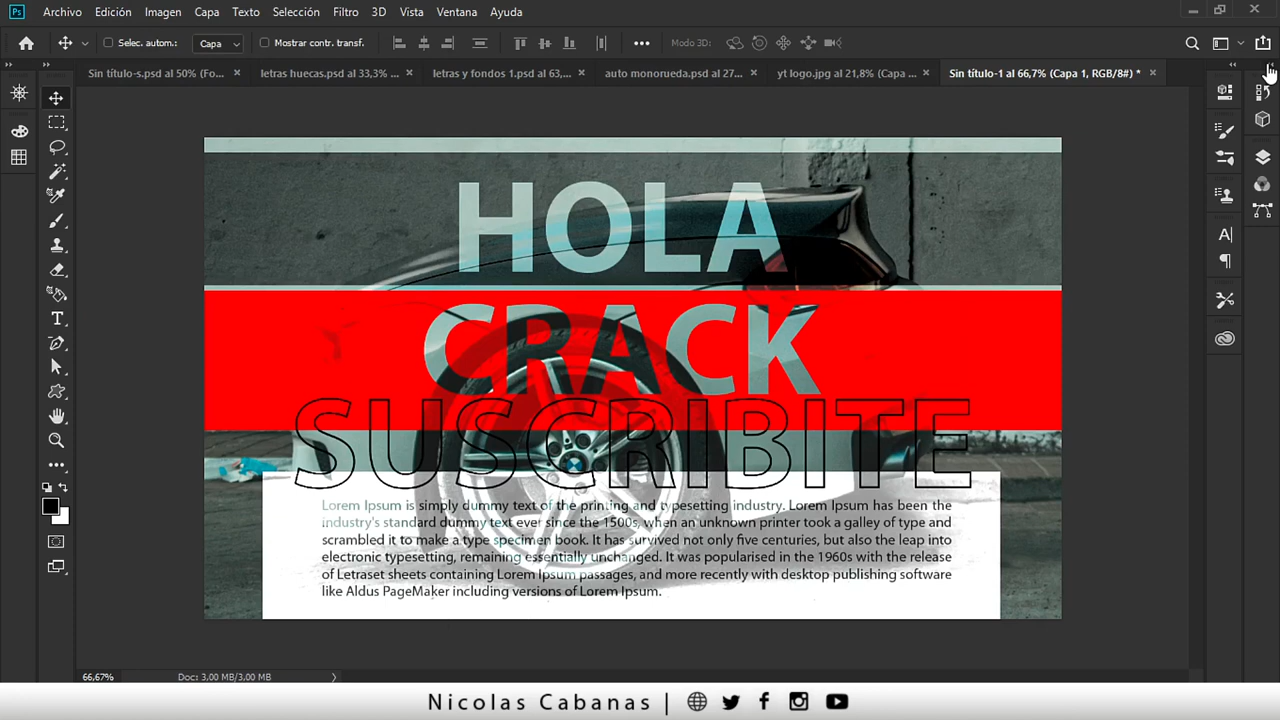 Ps Archivo Edición Imagen Capa Texto Selección Filtro 3D Vista Ventana Ayuda
Selec. autom.: Capa Mostrar contr. transf. Modo 3D:
Sin título-s.psd al 50% (Fo... × letras huecas.psd al 33,3% ... × letras y fondos 1.psd al 63,... × auto monorueda.psd al 27... × yt logo.jpg al 21,8% (Capa ... × Sin título-1 al 66,7% (Capa 1, RGB/8#) * ×
HOLA
CRACK
SUSCRIBITE
Lorem Ipsum is simply dummy text of the printing and typesetting industry. Lorem Ipsum has been the
industry's standard dummy text ever since the 1500s, when an unknown printer took a galley of type and
scrambled it to make a type specimen book. It has survived not only five centuries, but also the leap into
electronic typesetting, remaining essentially unchanged. It was popularised in the 1960s with the release
of Letraset sheets containing Lorem Ipsum passages, and more recently with desktop publishing software
like Aldus PageMaker including versions of Lorem Ipsum.
66,67% Doc: 3,00 MB/3,00 MB
Nicolas Cabanas |